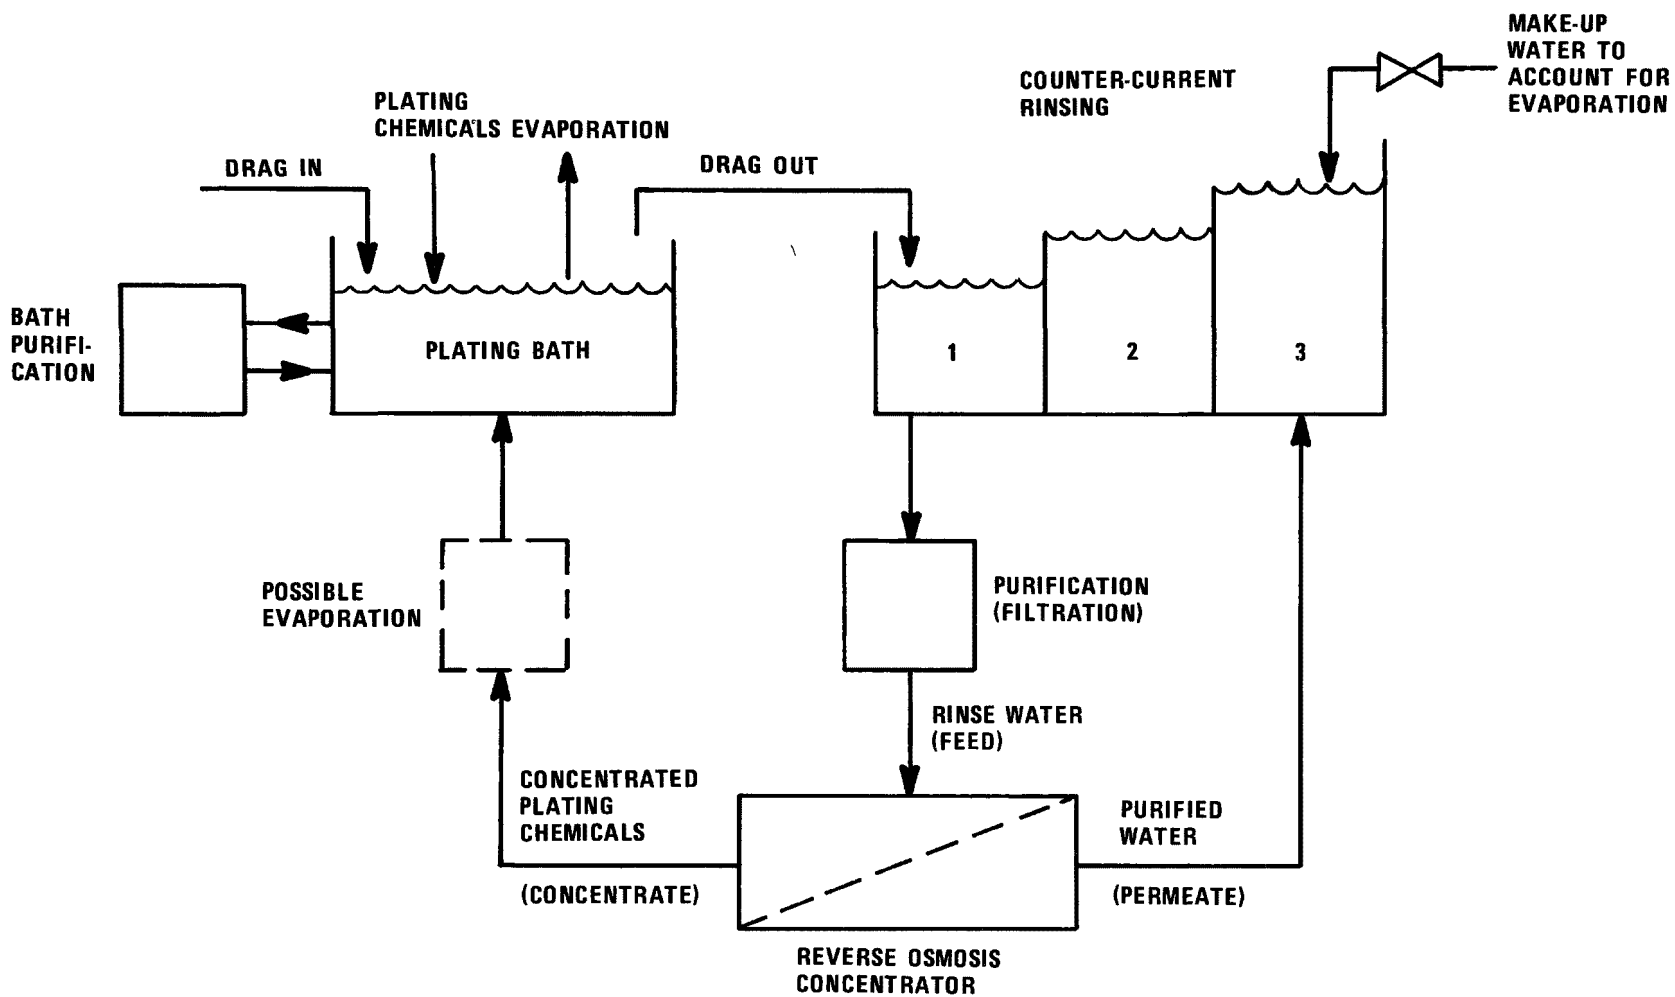 MAKE-UP
WATER TO
ACCOUNT FOR
EVAPORATION
COUNTER-CURRENT
RINSING
PLATING
CHEMICALS EVAPORATION
DRAG IN
DRAG OUT
BATH
PURIFI-
CATION
PLATING BATH
1
2
3
POSSIBLE
EVAPORATION
PURIFICATION
(FILTRATION)
RINSE WATER
(FEED)
CONCENTRATED
PLATING
CHEMICALS
(CONCENTRATE)
PURIFIED
WATER
(PERMEATE)
REVERSE OSMOSIS
CONCENTRATOR